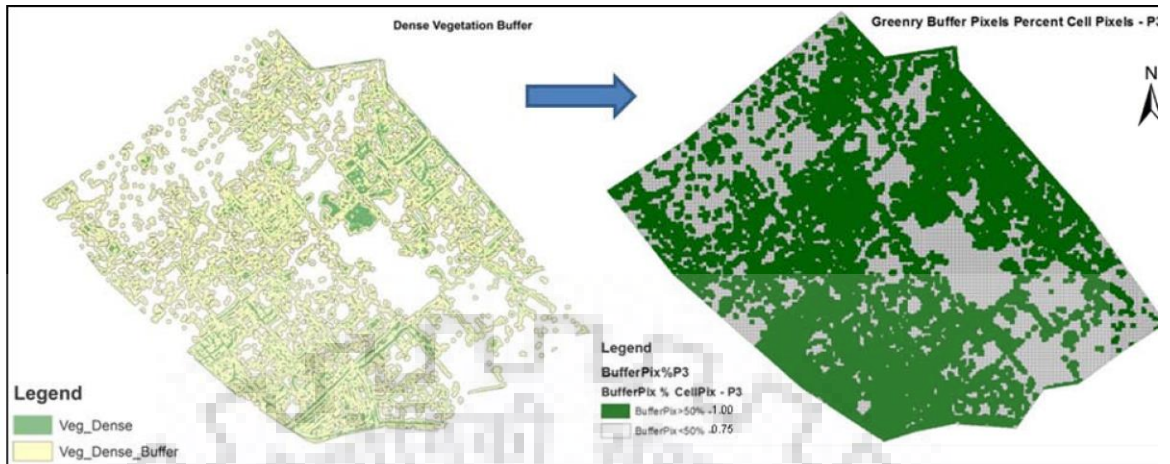 Dense Vegetation Buffer
Legend
Veg_Dense
Veg_Dense_Buffer
Greenry Buffer Pixels Percent Cell Pixels - P3
N
Legend
BufferPix%P3
BufferPix % CellPix - P3
BufferPix>50% -1.00
BufferPix<50% -0.75